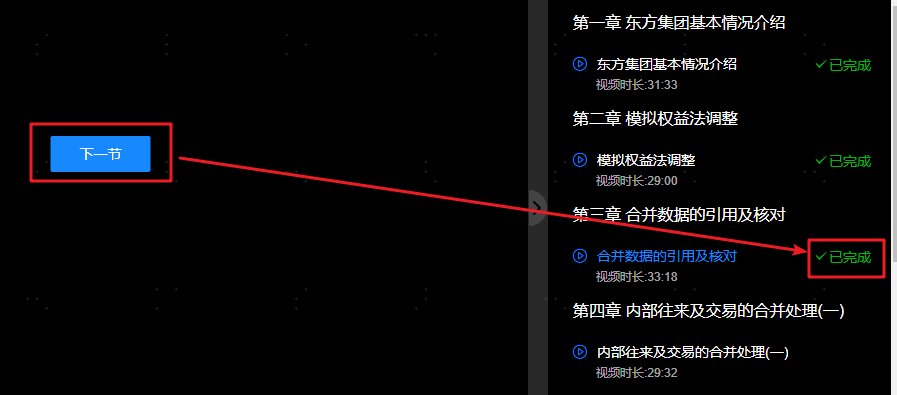 下一节
第一章 东方集团基本情况介绍
东方集团基本情况介绍
已完成
视频时长:31:33
第二章 模拟权益法调整
模拟权益法调整
已完成
视频时长:29:00
第三章 合并数据的引用及核对
合并数据的引用及核对
已完成
视频时长:33:18
第四章 内部往来及交易的合并处理(一)
内部往来及交易的合并处理(一)
视频时长:29:32